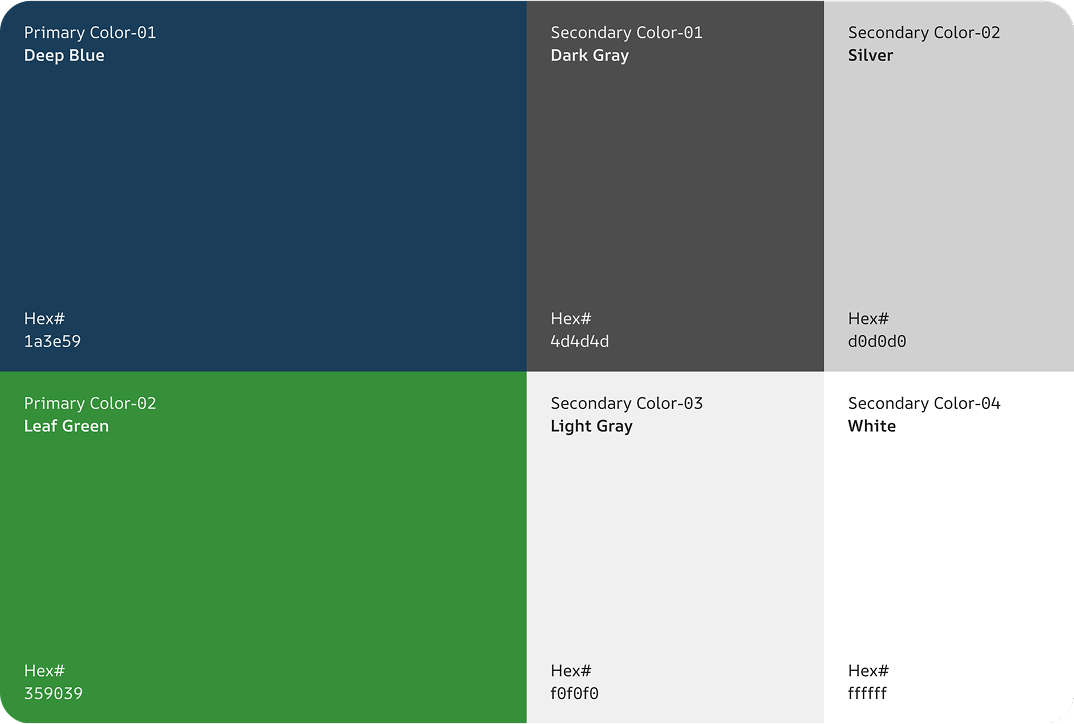 Primary Color-01
Deep Blue
Hex#
1a3e59
Secondary Color-01
Dark Gray
Hex#
4d4d4d
Secondary Color-02
Silver
Hex#
d0d0d0
Primary Color-02
Leaf Green
Hex#
359039
Secondary Color-03
Light Gray
Hex#
f0f0f0
Secondary Color-04
White
Hex#
ffffff